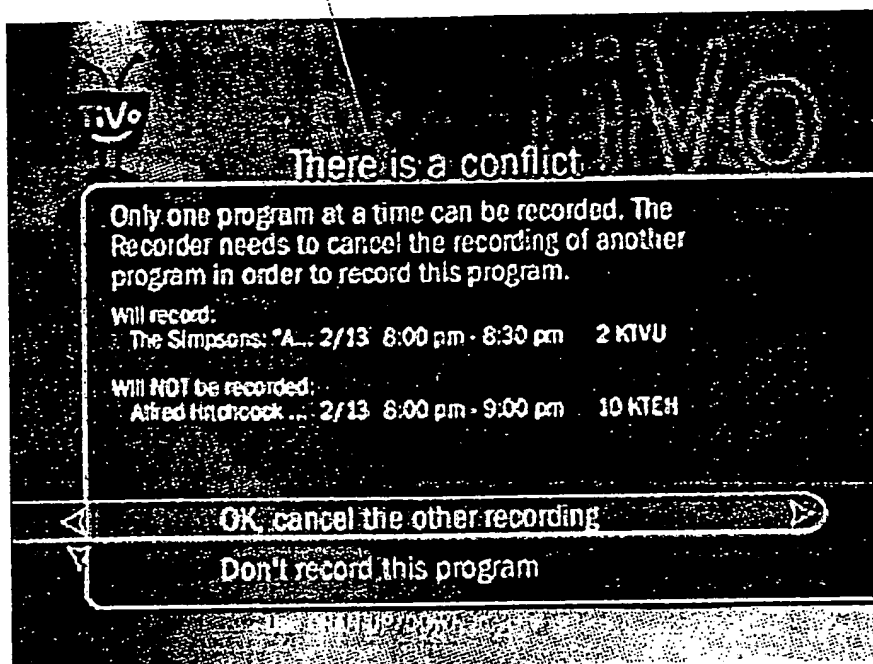 TiVo
TiVo
There is a conflict
Only one program at a time can be recorded. The
Recorder needs to cancel the recording of another
program in order to record this program.
Will record:
The Simpsons: "A... 2/13 8:00 pm - 8:30 pm 2 KTVU
Will NOT be recorded:
Alfred Hitchcock ... 2/13 8:00 pm - 9:00 pm 10 KTEH
OK, cancel the other recording
Don't record this program